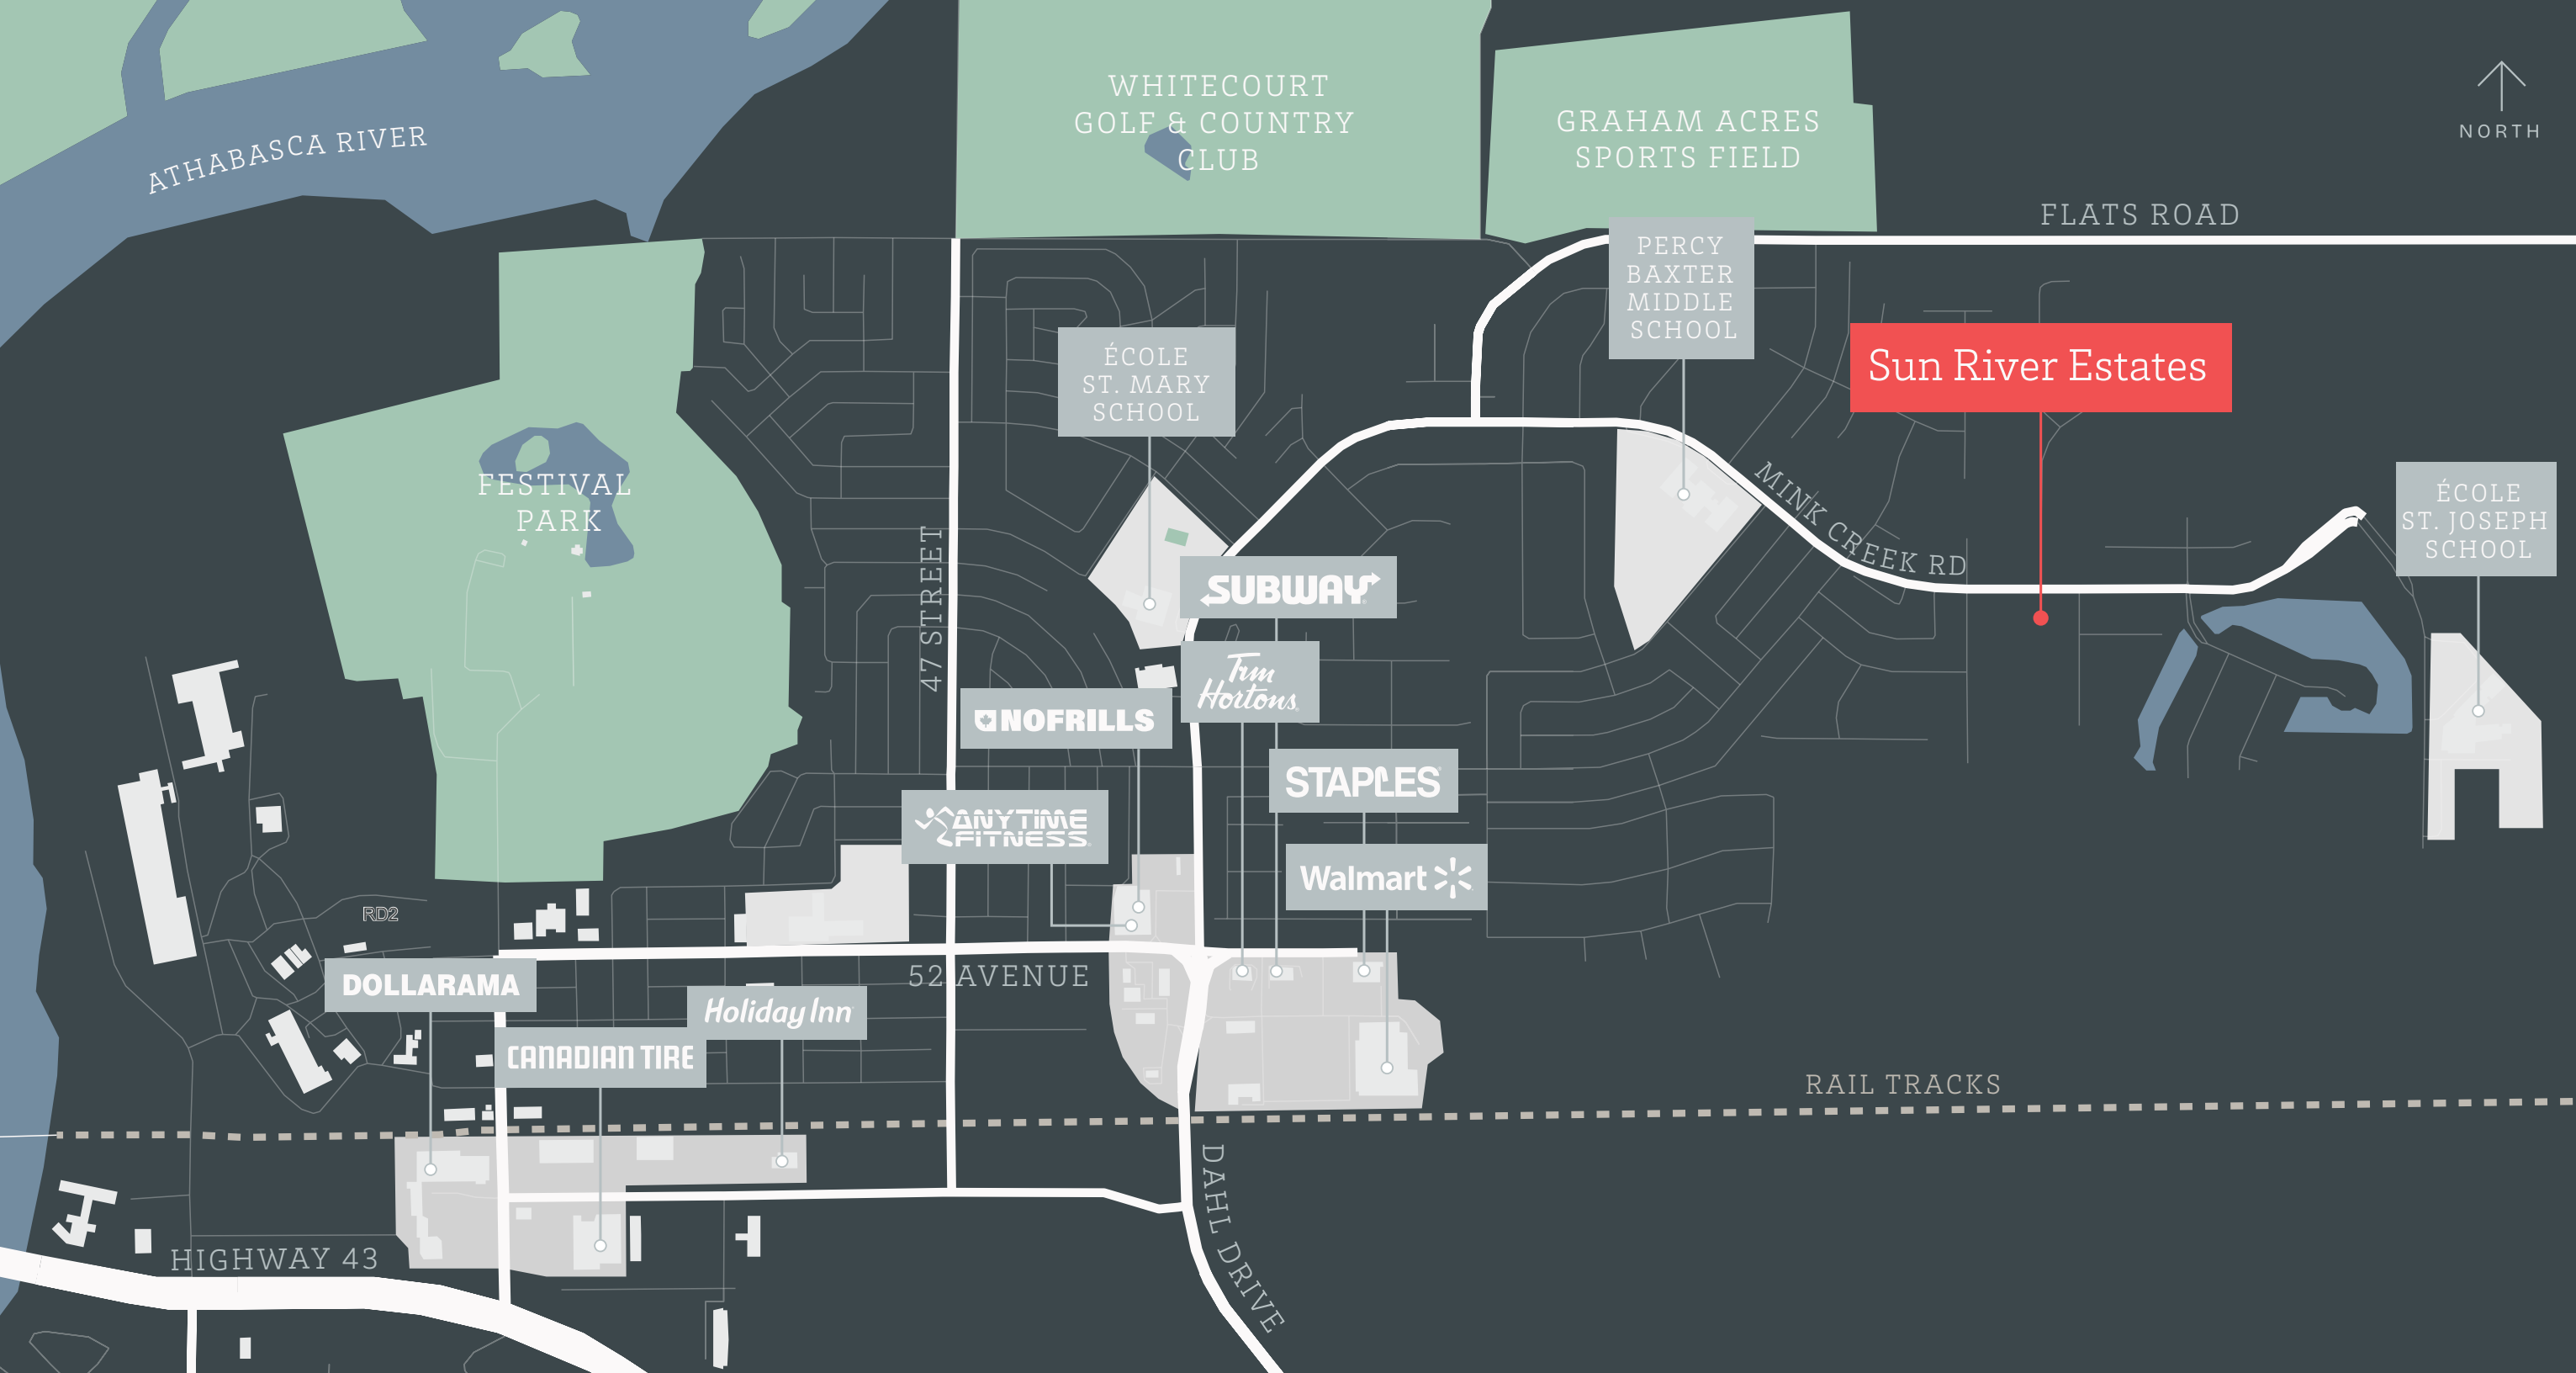 WHITECOURT
GOLF & COUNTRY
CLUB
GRAHAM ACRES
SPORTS FIELD
NORTH
ATHABASCA RIVER
FLATS ROAD
PERCY
BAXTER
MIDDLE
SCHOOL
ÉCOLE
ST. MARY
SCHOOL
Sun River Estates
FESTIVAL
PARK
MINK CREEK RD
ÉCOLE
ST. JOSEPH
SCHOOL
47 STREET
SUBWAY
Tim
Hortons
NOFRILLS
STAPLES
ANYTIME
FITNESS
Walmart
RD2
DOLLARAMA
52 AVENUE
Holiday Inn
CANADIAN TIRE
RAIL TRACKS
DAHL DRIVE
HIGHWAY 43